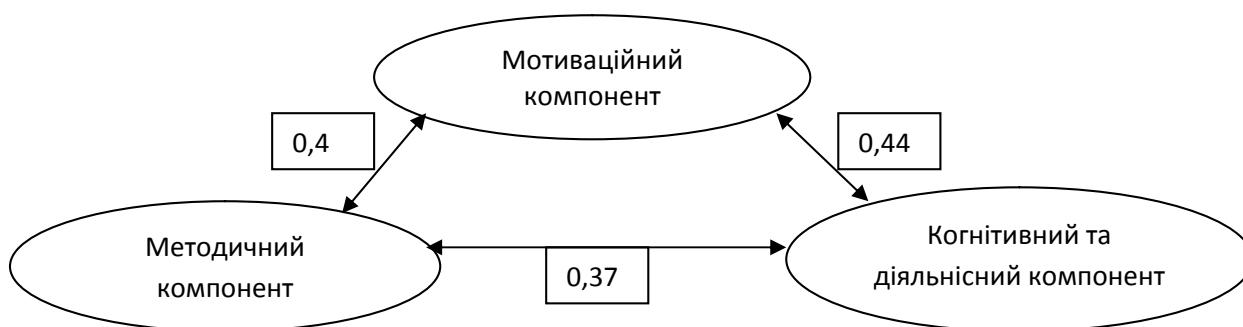 Мотиваційний
компонент
0,4
0,44
Методичний
компонент
0,37
Когнітивний та
діяльнісний компонент